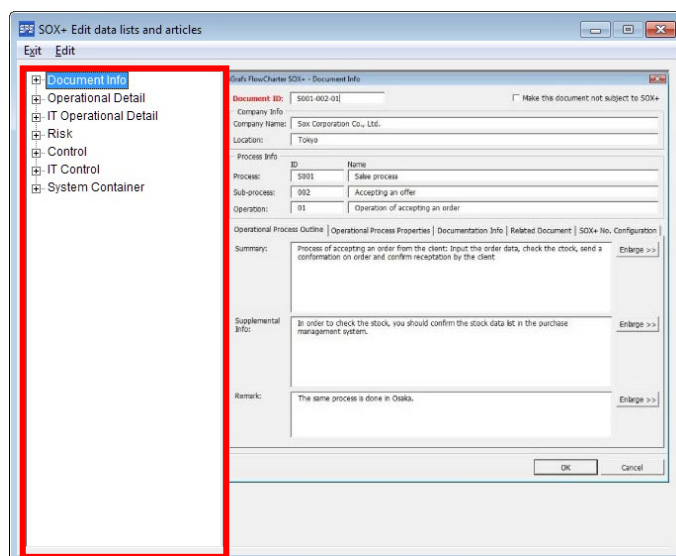 SPS SOX+ Edit data lists and articles
Exit Edit
Document Info
Operational Detail
IT Operational Detail
Risk
Control
IT Control
System Container
iGrafx FlowCharter SOX+ - Document Info
Document ID: S001-002-01 Make this document not subject to SOX+
Company Info
Company Name: Sox Corporation Co., Ltd.
Location: Tokyo
Process Info
ID Name
Process: S001 Salse process
Sub-process: 002 Accepting an offer
Operation: 01 Operation of accepting an order
Operational Process Outline Operational Process Properties Documentation Info Related Document SOX+ No. Configuration
Summary: Process of accepting an order from the client: Input the order data, check the ctock, send a Enlarge >>
conformation on order and confirm receptation by the client
Supplemental Info: In order to check the stock, you should confirm the stock data list in the purchase Enlarge >>
management system.
Remark: The same process is done in Osaka. Enlarge >>
OK Cancel